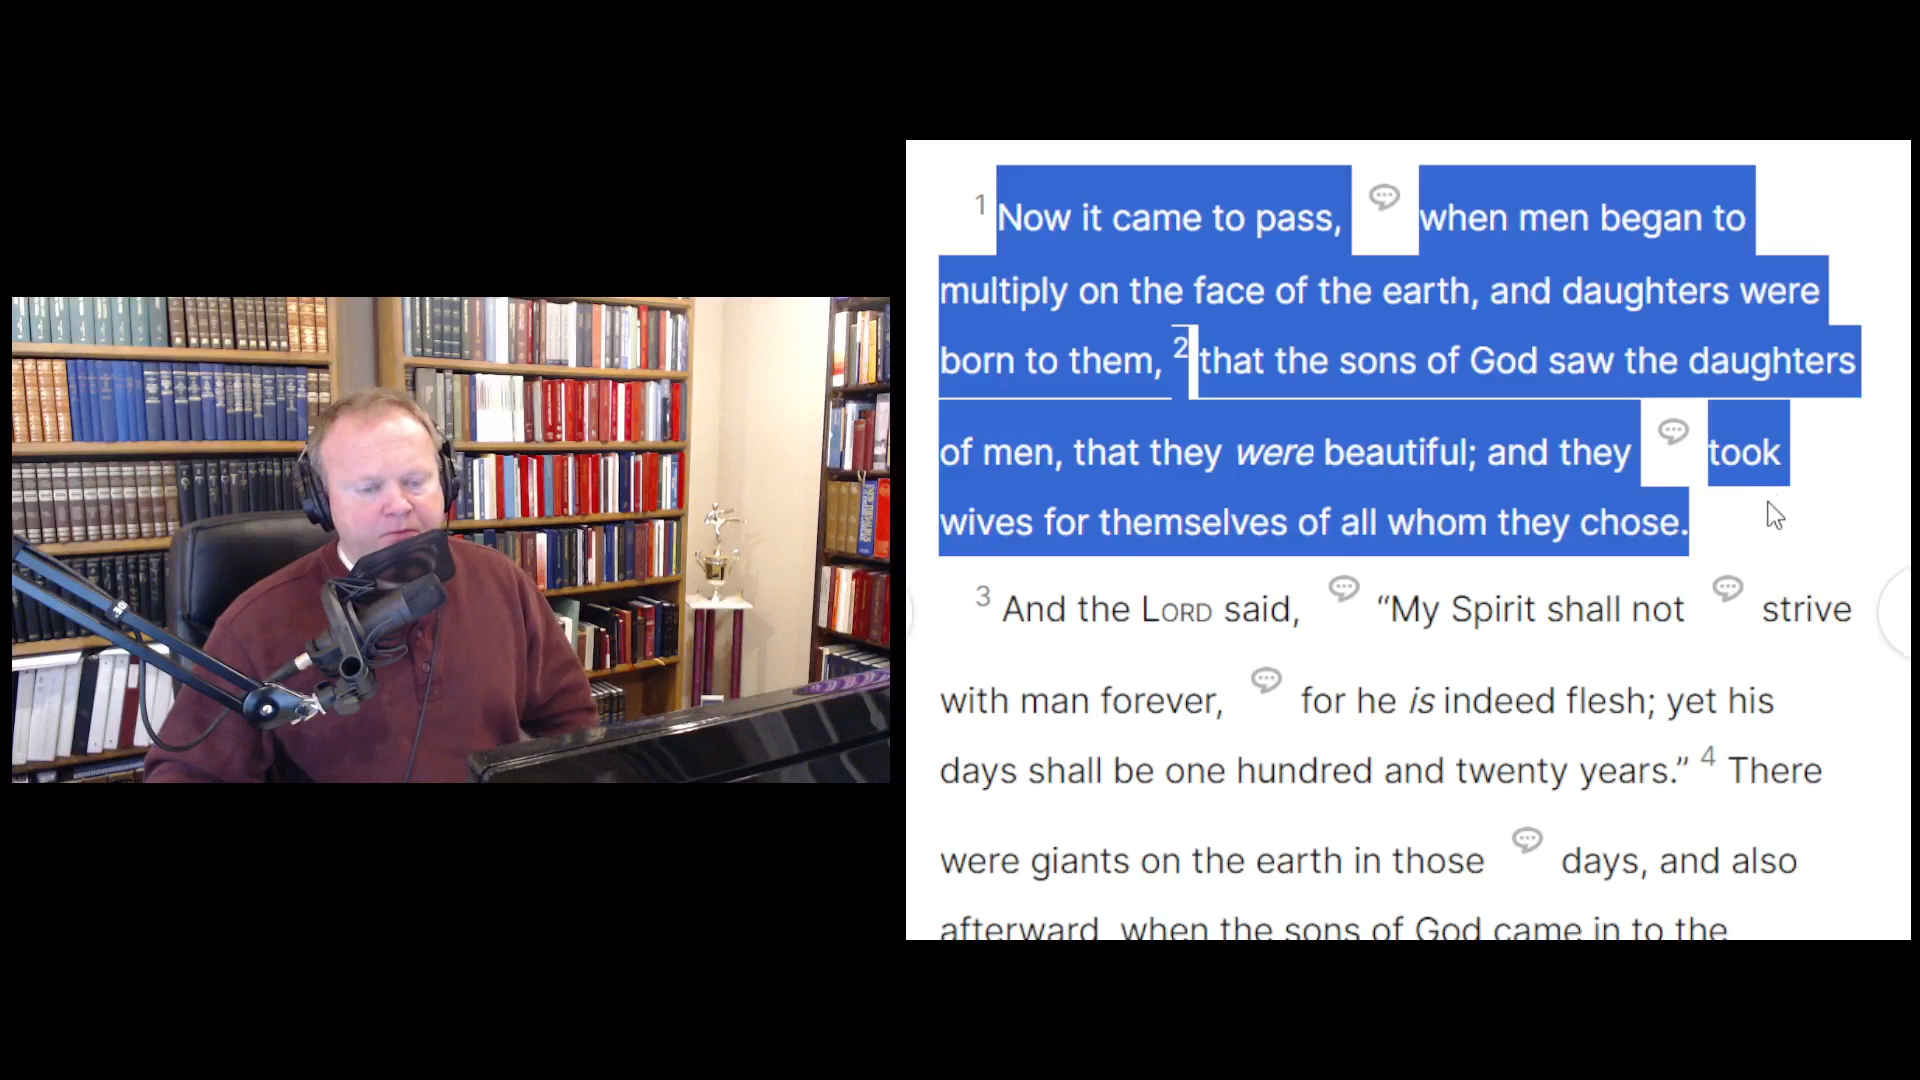 1 Now it came to pass, when men began to
multiply on the face of the earth, and daughters were
born to them, 2 that the sons of God saw the daughters
of men, that they were beautiful; and they took
wives for themselves of all whom they chose.
3 And the LORD said, “My Spirit shall not strive
with man forever, for he is indeed flesh; yet his
days shall be one hundred and twenty years.” 4 There
were giants on the earth in those days, and also
afterward, when the sons of God came in to the